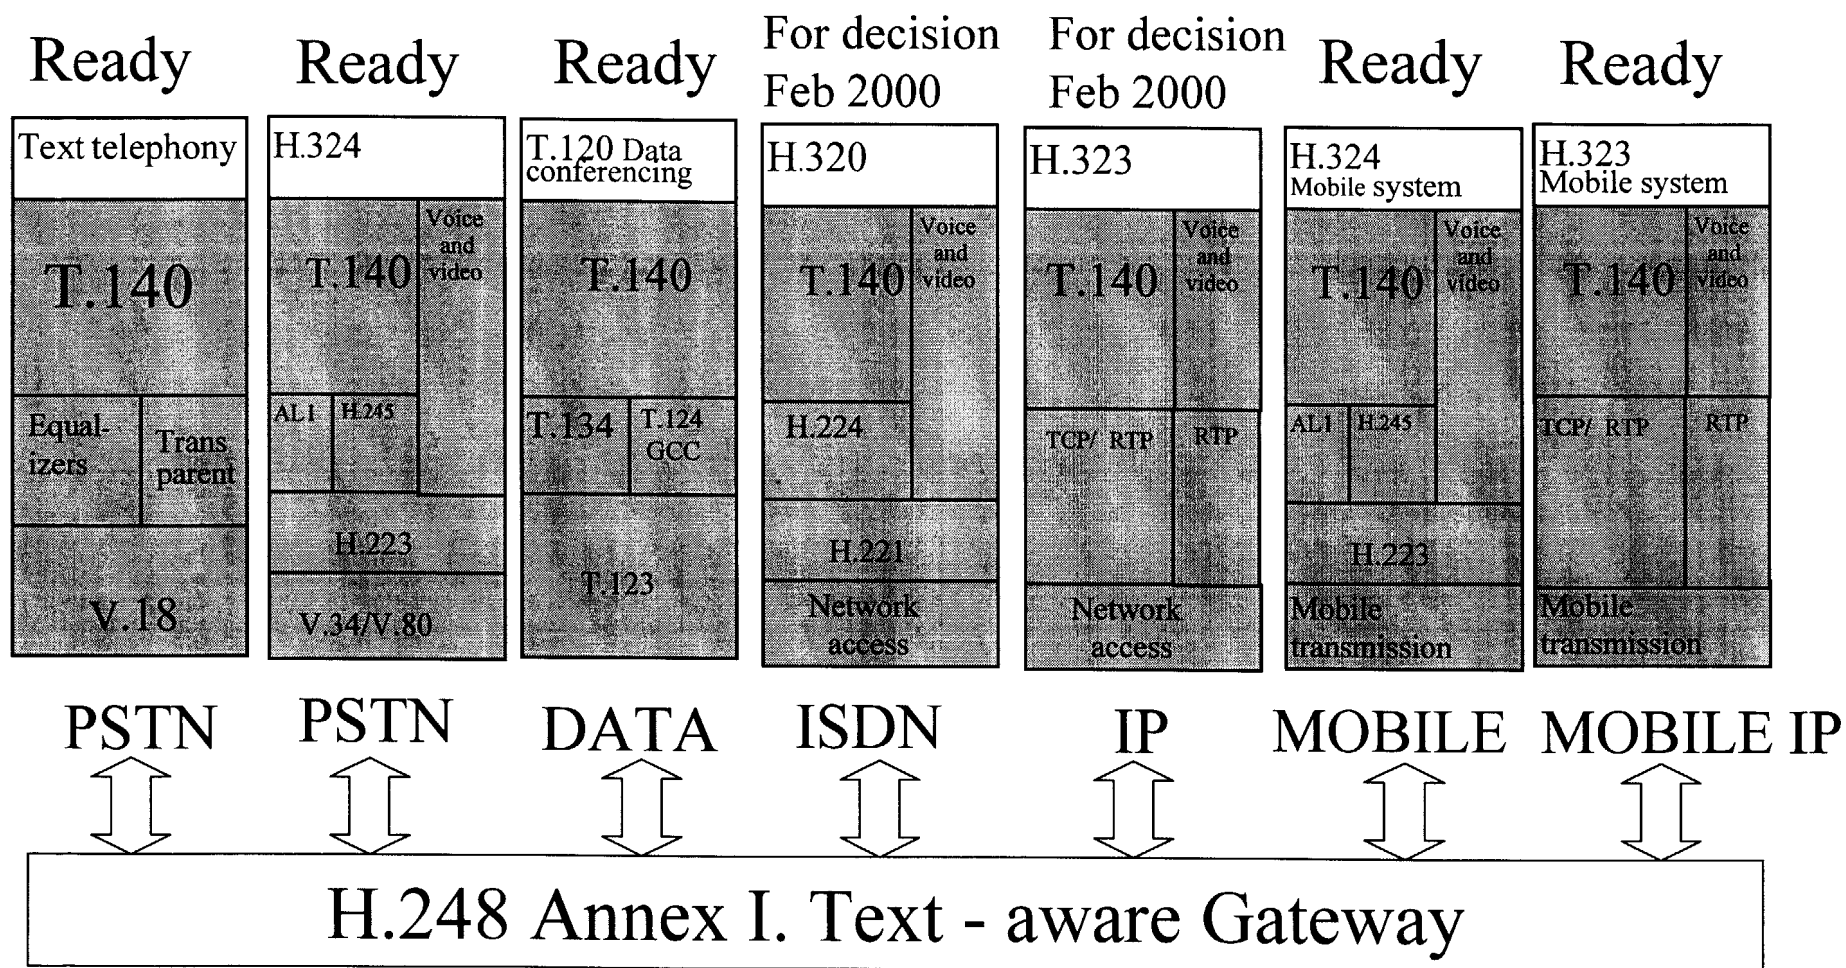 Ready
Ready
Ready
For decision
Feb 2000
For decision
Feb 2000
Ready
Ready
Text telephony
T.140
Equal-
izers
Trans
parent
V.18
PSTN
H.324
T.140
Voice
and
video
AL1
H.245
H.223
V.34/V.80
PSTN
T.120 Data
conferencing
T.140
T.134
T.124
GCC
T.123
DATA
H.320
T.140
Voice
and
video
H.224
H.221
Network
access
ISDN
H.323
T.140
Voice
and
video
TCP/ RTP
RTP
Network
access
IP
H.324
Mobile system
T.140
Voice
and
video
AL1
H.245
H.223
Mobile
transmission
MOBILE
H.323
Mobile system
T.140
Voice
and
video
TCP/ RTP
RTP
Mobile
transmission
MOBILE IP
H.248 Annex I. Text - aware Gateway